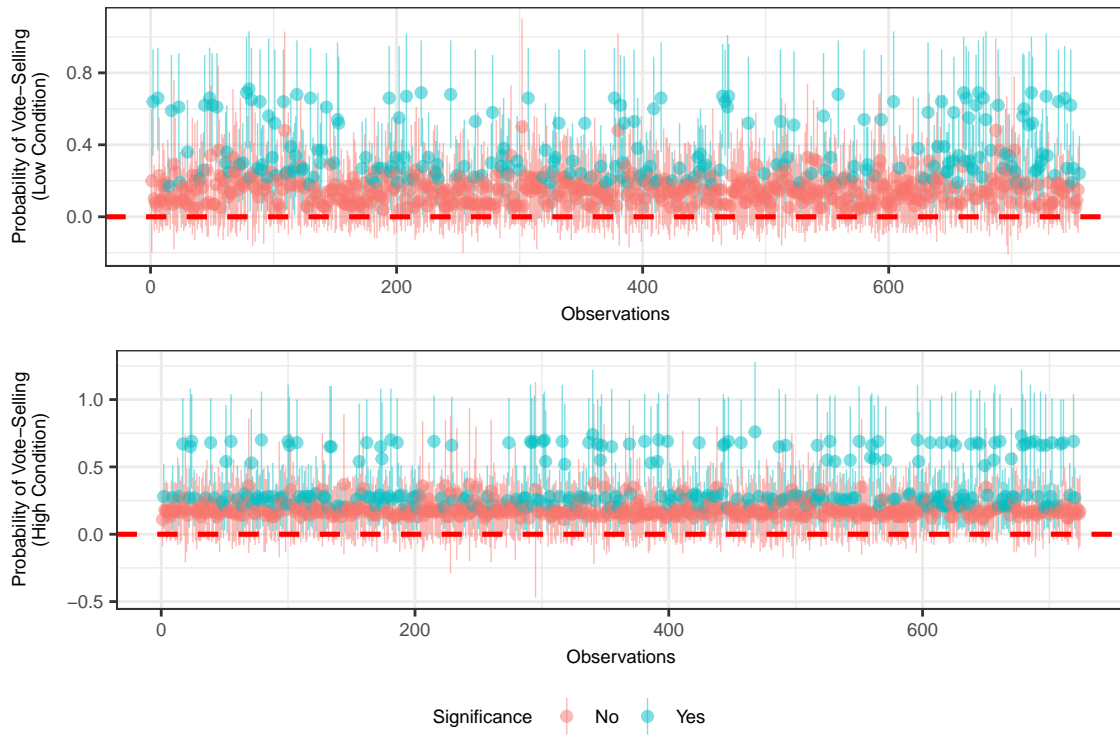 Probability of Vote−Selling
(Low Condition)
0.8
0.4
0.0
0
200
400
600
Observations
Probability of Vote−Selling
(High Condition)
1.0
0.5
0.0
−0.5
0
200
400
600
Observations
Significance No Yes